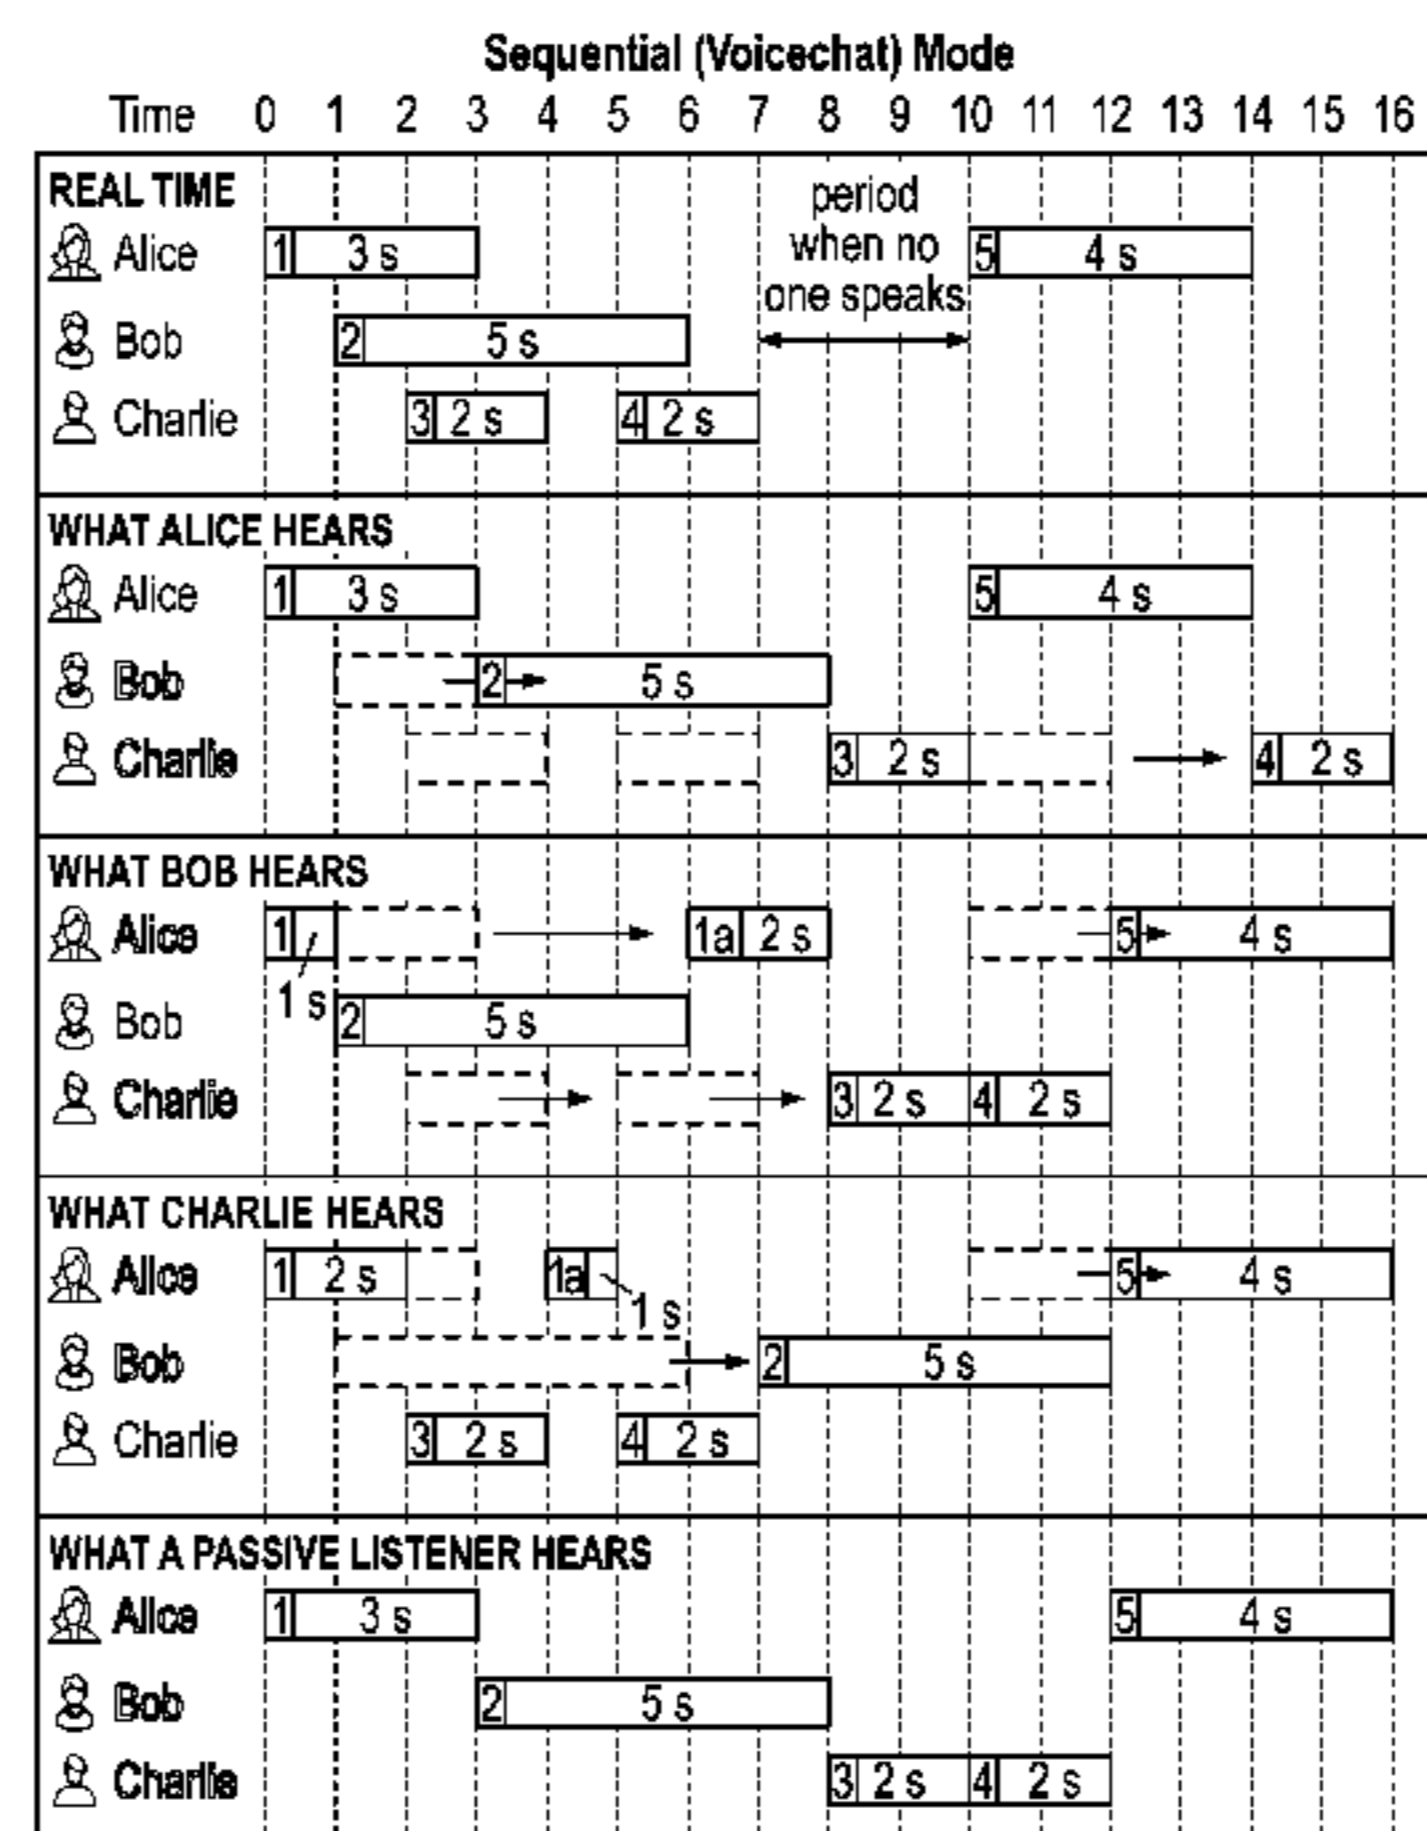 Sequential (Voicechat) Mode
Time 0 1 2 3 4 5 6 7 8 9 10 11 12 13 14 15 16
REAL TIME
period
when no
one speaks
Alice 1 3 s 5 4 s
Bob 2 5 s
Charlie 3 2 s 4 2 s
WHAT ALICE HEARS
Alice 1 3 s 5 4 s
Bob 2 5 s
Charlie 3 2 s 4 2 s
WHAT BOB HEARS
Alice 1 1a 2 s 5 4 s
1 s
Bob 2 5 s
Charlie 3 2 s 4 2 s
WHAT CHARLIE HEARS
Alice 1 2 s 1a 5 4 s
1 s
Bob 2 5 s
Charlie 3 2 s 4 2 s
WHAT A PASSIVE LISTENER HEARS
Alice 1 3 s 5 4 s
Bob 2 5 s
Charlie 3 2 s 4 2 s